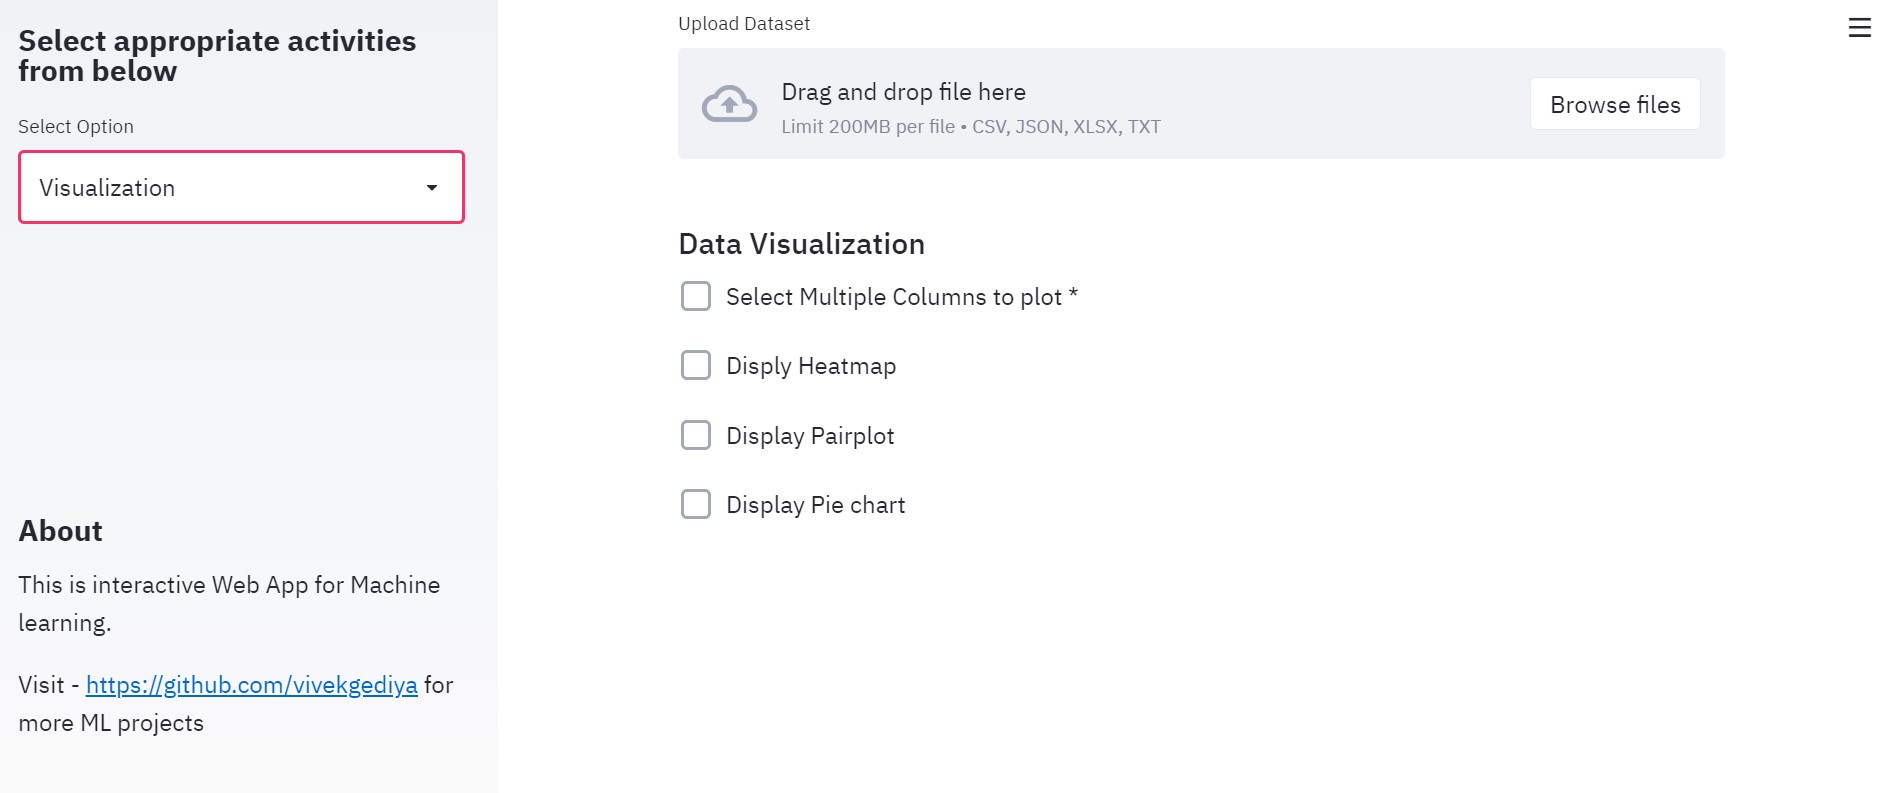 Select appropriate activities
from below
Select Option
Visualization
About
This is interactive Web App for Machine
learning.
Visit - https://github.com/vivekgediya for
more ML projects
Upload Dataset
Drag and drop file here
Limit 200MB per file • CSV, JSON, XLSX, TXT
Browse files
Data Visualization
Select Multiple Columns to plot *
Disply Heatmap
Display Pairplot
Display Pie chart